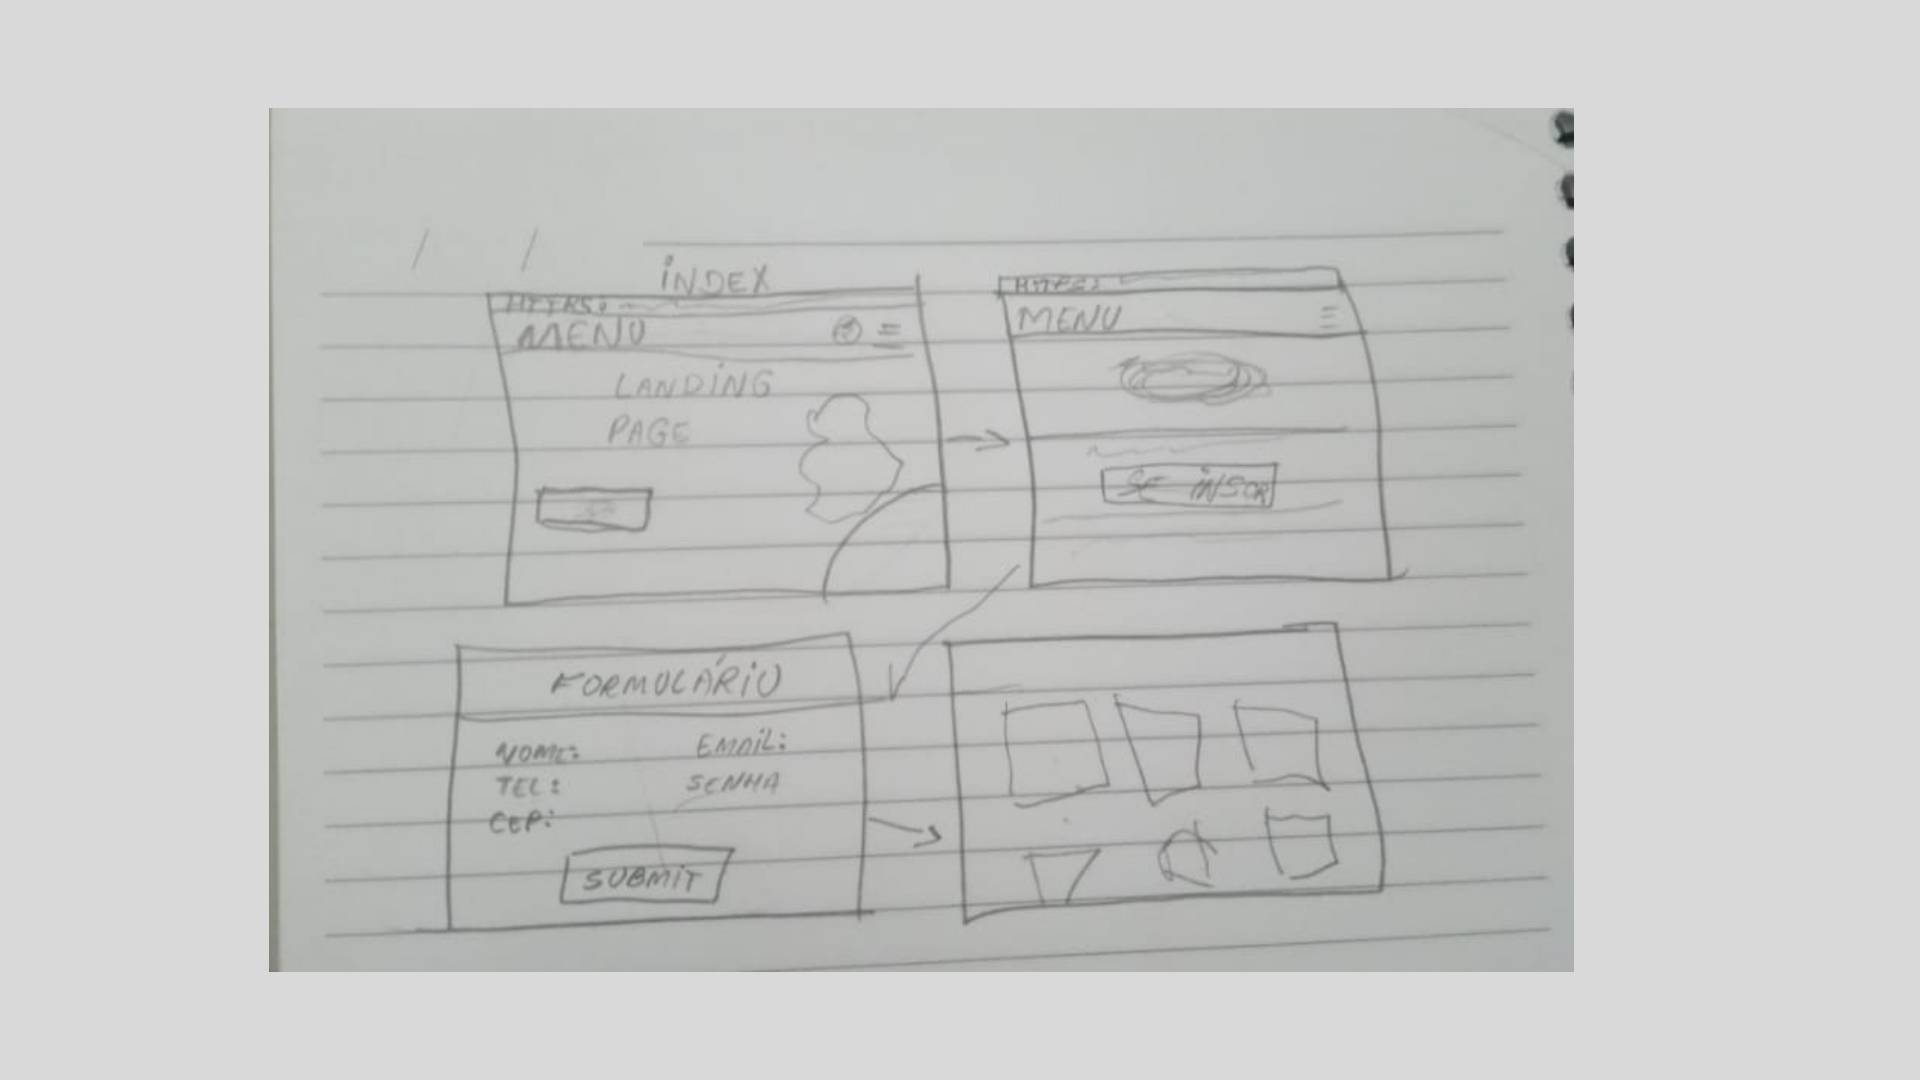 INDEX
HTTPS:
MENU
LANDING
PAGE
HTTPS:
MENU
SE INSCR
FORMULÁRIO
NOME: EMAIL:
TEL: SENHA
CEP:
SUBMIT